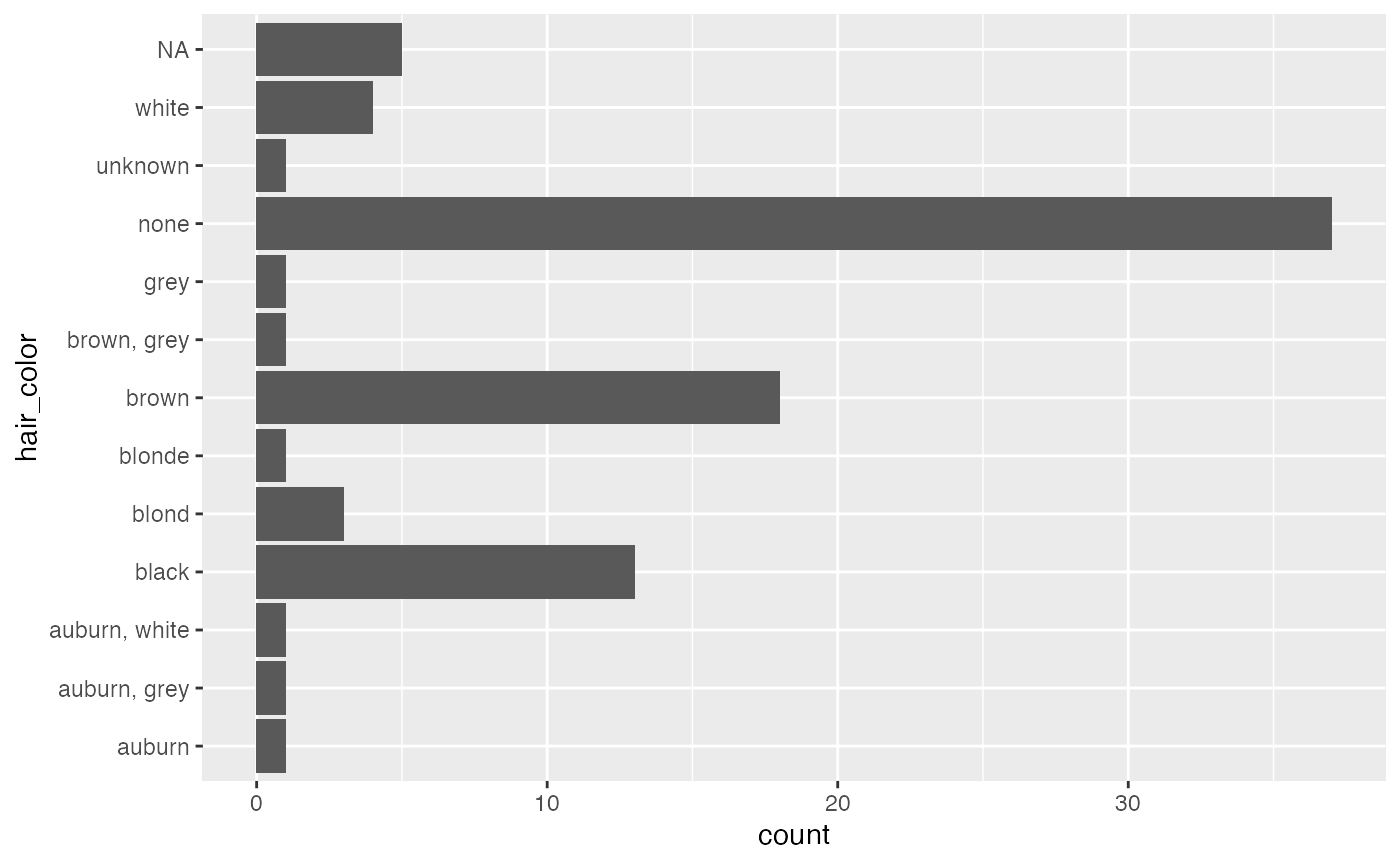 NA
white
unknown
none
grey
brown, grey
brown
blonde
blond
black
auburn, white
auburn, grey
auburn
hair_color
0 10 20 30
count